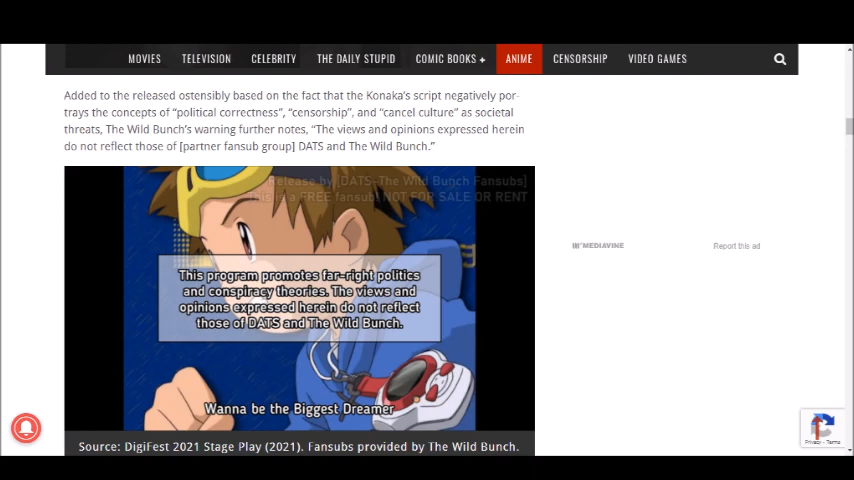 MOVIES TELEVISION CELEBRITY THE DAILY STUPID COMIC BOOKS + ANIME CENSORSHIP VIDEO GAMES
Added to the released ostensibly based on the fact that the Konaka's script negatively por-
trays the concepts of “political correctness”, “censorship”, and “cancel culture” as societal
threats, The Wild Bunch's warning further notes, “The views and opinions expressed herein
do not reflect those of [partner fansub group] DATS and The Wild Bunch.”
Release by [DATS-The Wild Bunch Fansubs]
This is a FREE fansub! NOT FOR SALE OR RENT
This program promotes far-right politics
and conspiracy theories. The views and
opinions expressed herein do not reflect
those of DATS and The Wild Bunch.
Wanna be the Biggest Dreamer
Source: DigiFest 2021 Stage Play (2021). Fansubs provided by The Wild Bunch.
MEDIAVINE
Report this ad
Privacy - Terms